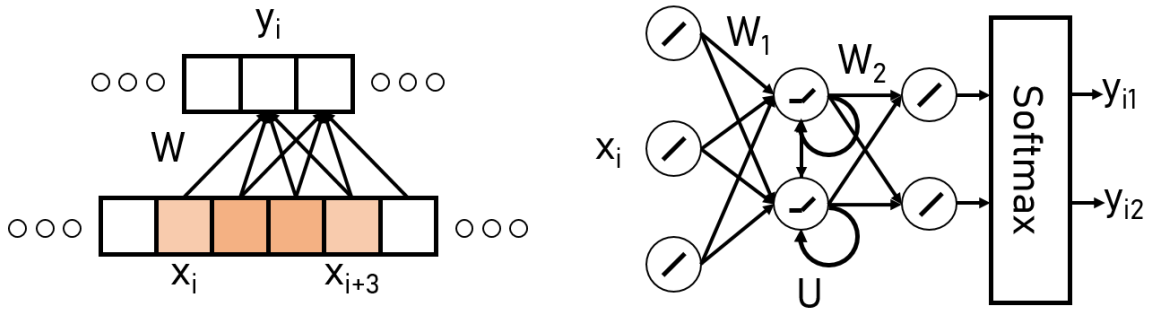 yᵢ
W
xᵢ
xᵢ₊₃
W₁
W₂
xᵢ
U
Softmax
yᵢ₁
yᵢ₂